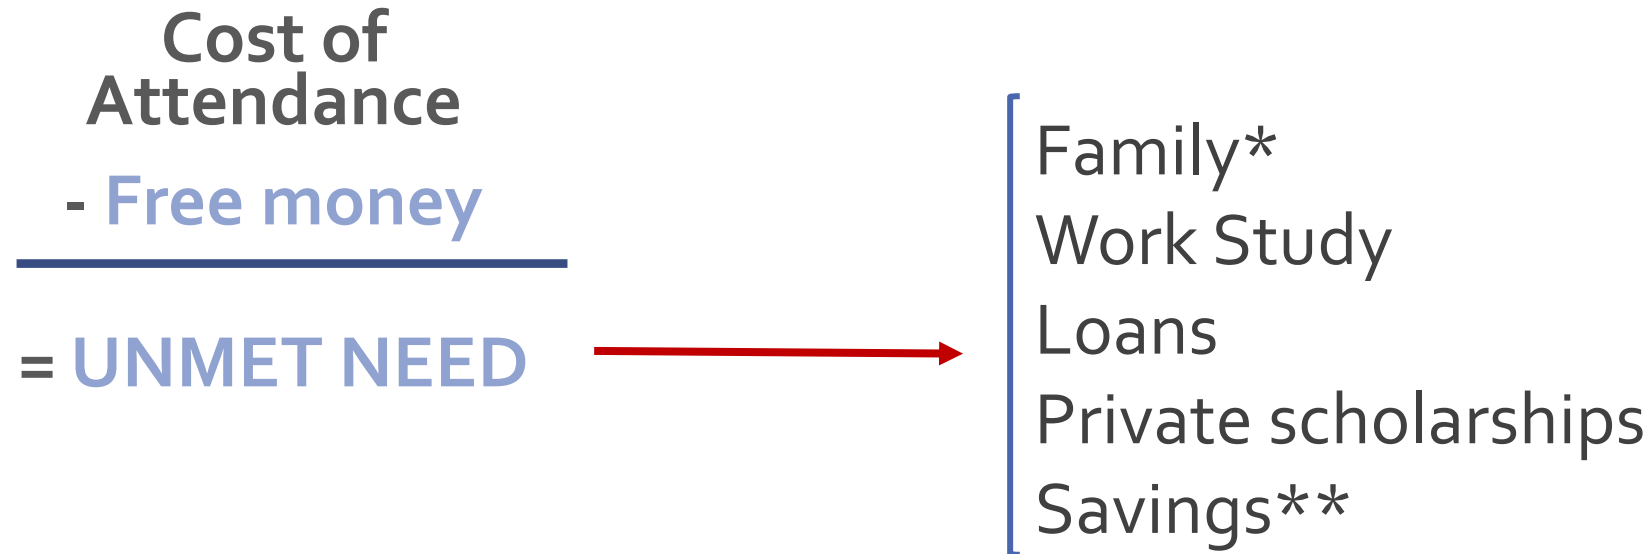 Cost of
Attendance
- Free money
= UNMET NEED
Family*
Work Study
Loans
Private scholarships
Savings**